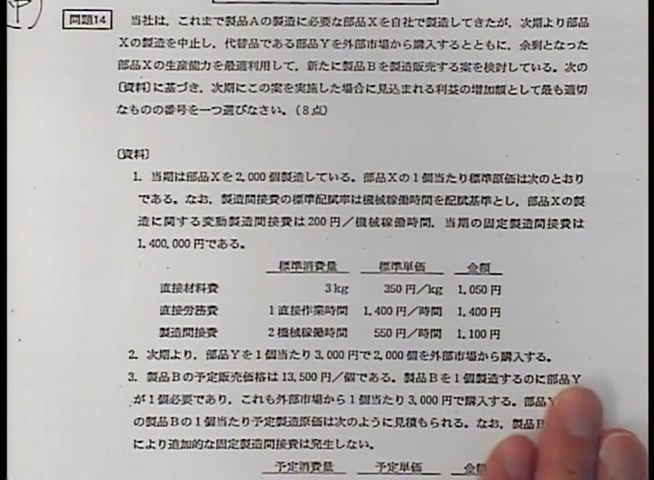 問題14 当社は，これまで製品Aの製造に必要な部品Xを自社で製造してきたが，次期より部品
Xの製造を中止し，代替品である部品Yを外部市場から購入するとともに，余剰となった
部品Xの生産能力を最適利用して，新たに製品Bを製造販売する案を検討している。次の
〔資料〕に基づき，次期にこの案を実施した場合に見込まれる利益の増加額として最も適切
なものの番号を一つ選びなさい。（8点）
〔資料〕
1. 当期は部品Xを2,000個製造している。部品Xの1個当たり標準原価は次のとおり
である。なお，製造間接費の標準配賦率は機械稼働時間を配賦基準とし，部品Xの製
造に関する変動製造間接費は200円／機械稼働時間，当期の固定製造間接費は
1,400,000円である。
標準消費量 標準単価 金額
直接材料費 3kg 350円／kg 1,050円
直接労務費 1直接作業時間 1,400円／時間 1,400円
製造間接費 2機械稼働時間 550円／時間 1,100円
2. 次期より，部品Yを1個当たり3,000円で2,000個を外部市場から購入する。
3. 製品Bの予定販売価格は13,500円／個である。製品Bを1個製造するのに部品Y
が1個必要であり，これも外部市場から1個当たり3,000円で購入する。部品
の製品Bの1個当たり予定製造原価は次のように見積もられる。なお，製品
により追加的な固定製造間接費は発生しない。
予定消費量 予定単価